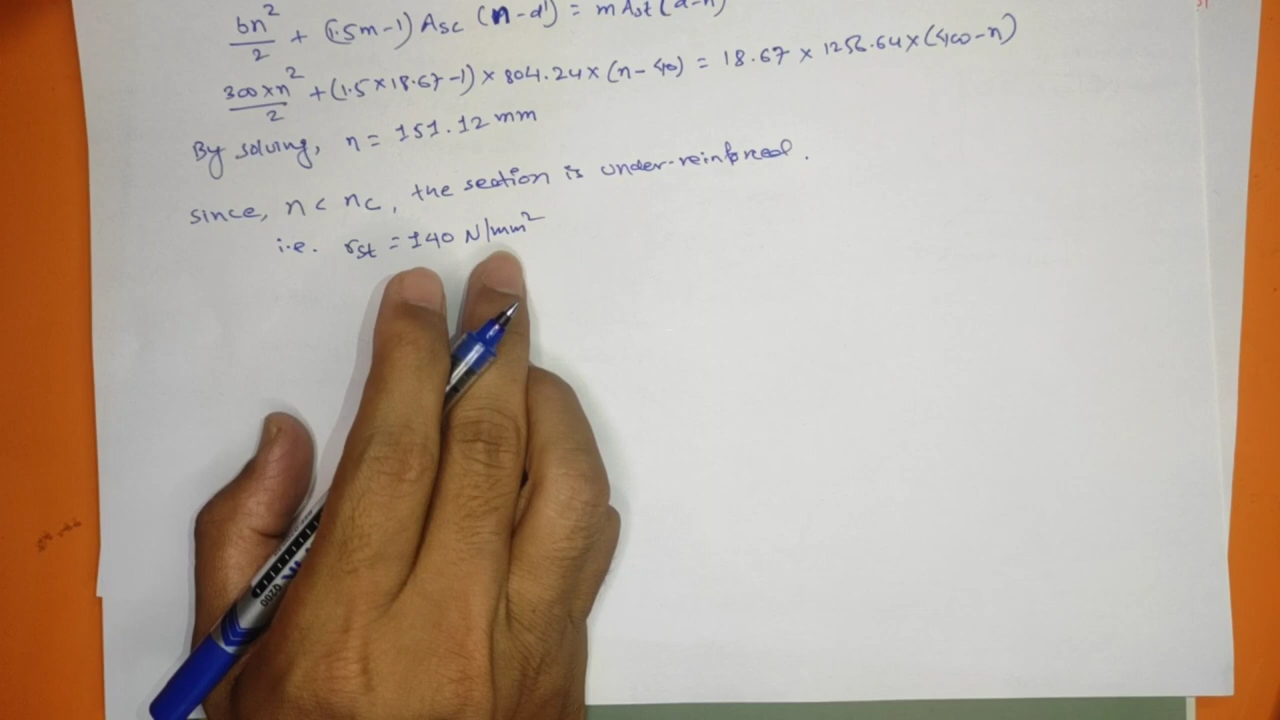 bn²/2 + (1.5m-1) Asc (n-d') = m Ast (d-n)
300×n²/2 + (1.5×18.67-1) × 804.24 × (n-40) = 18.67 × 1256.64 × (400-n)
By solving, n = 151.12 mm
since, n < nc, the section is under-reinforced.
i.e. σst = 140 N/mm²
0200